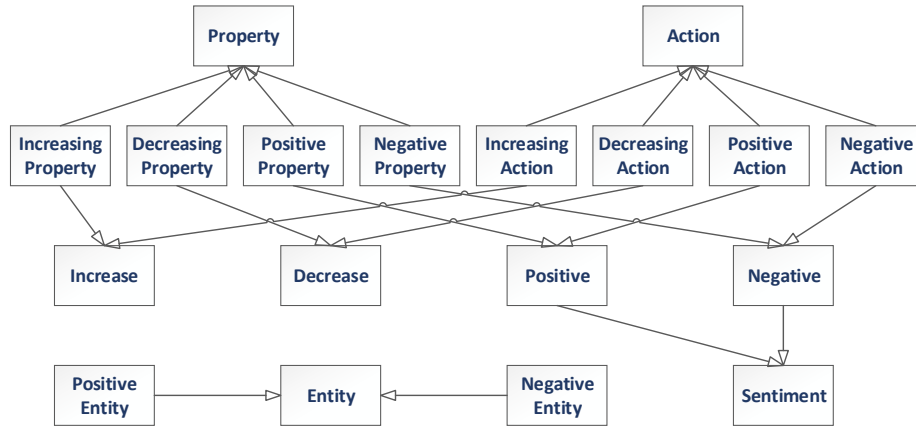 Property
Action
Increasing
Property
Decreasing
Property
Positive
Property
Negative
Property
Increasing
Action
Decreasing
Action
Positive
Action
Negative
Action
Increase
Decrease
Positive
Negative
Positive
Entity
Entity
Negative
Entity
Sentiment